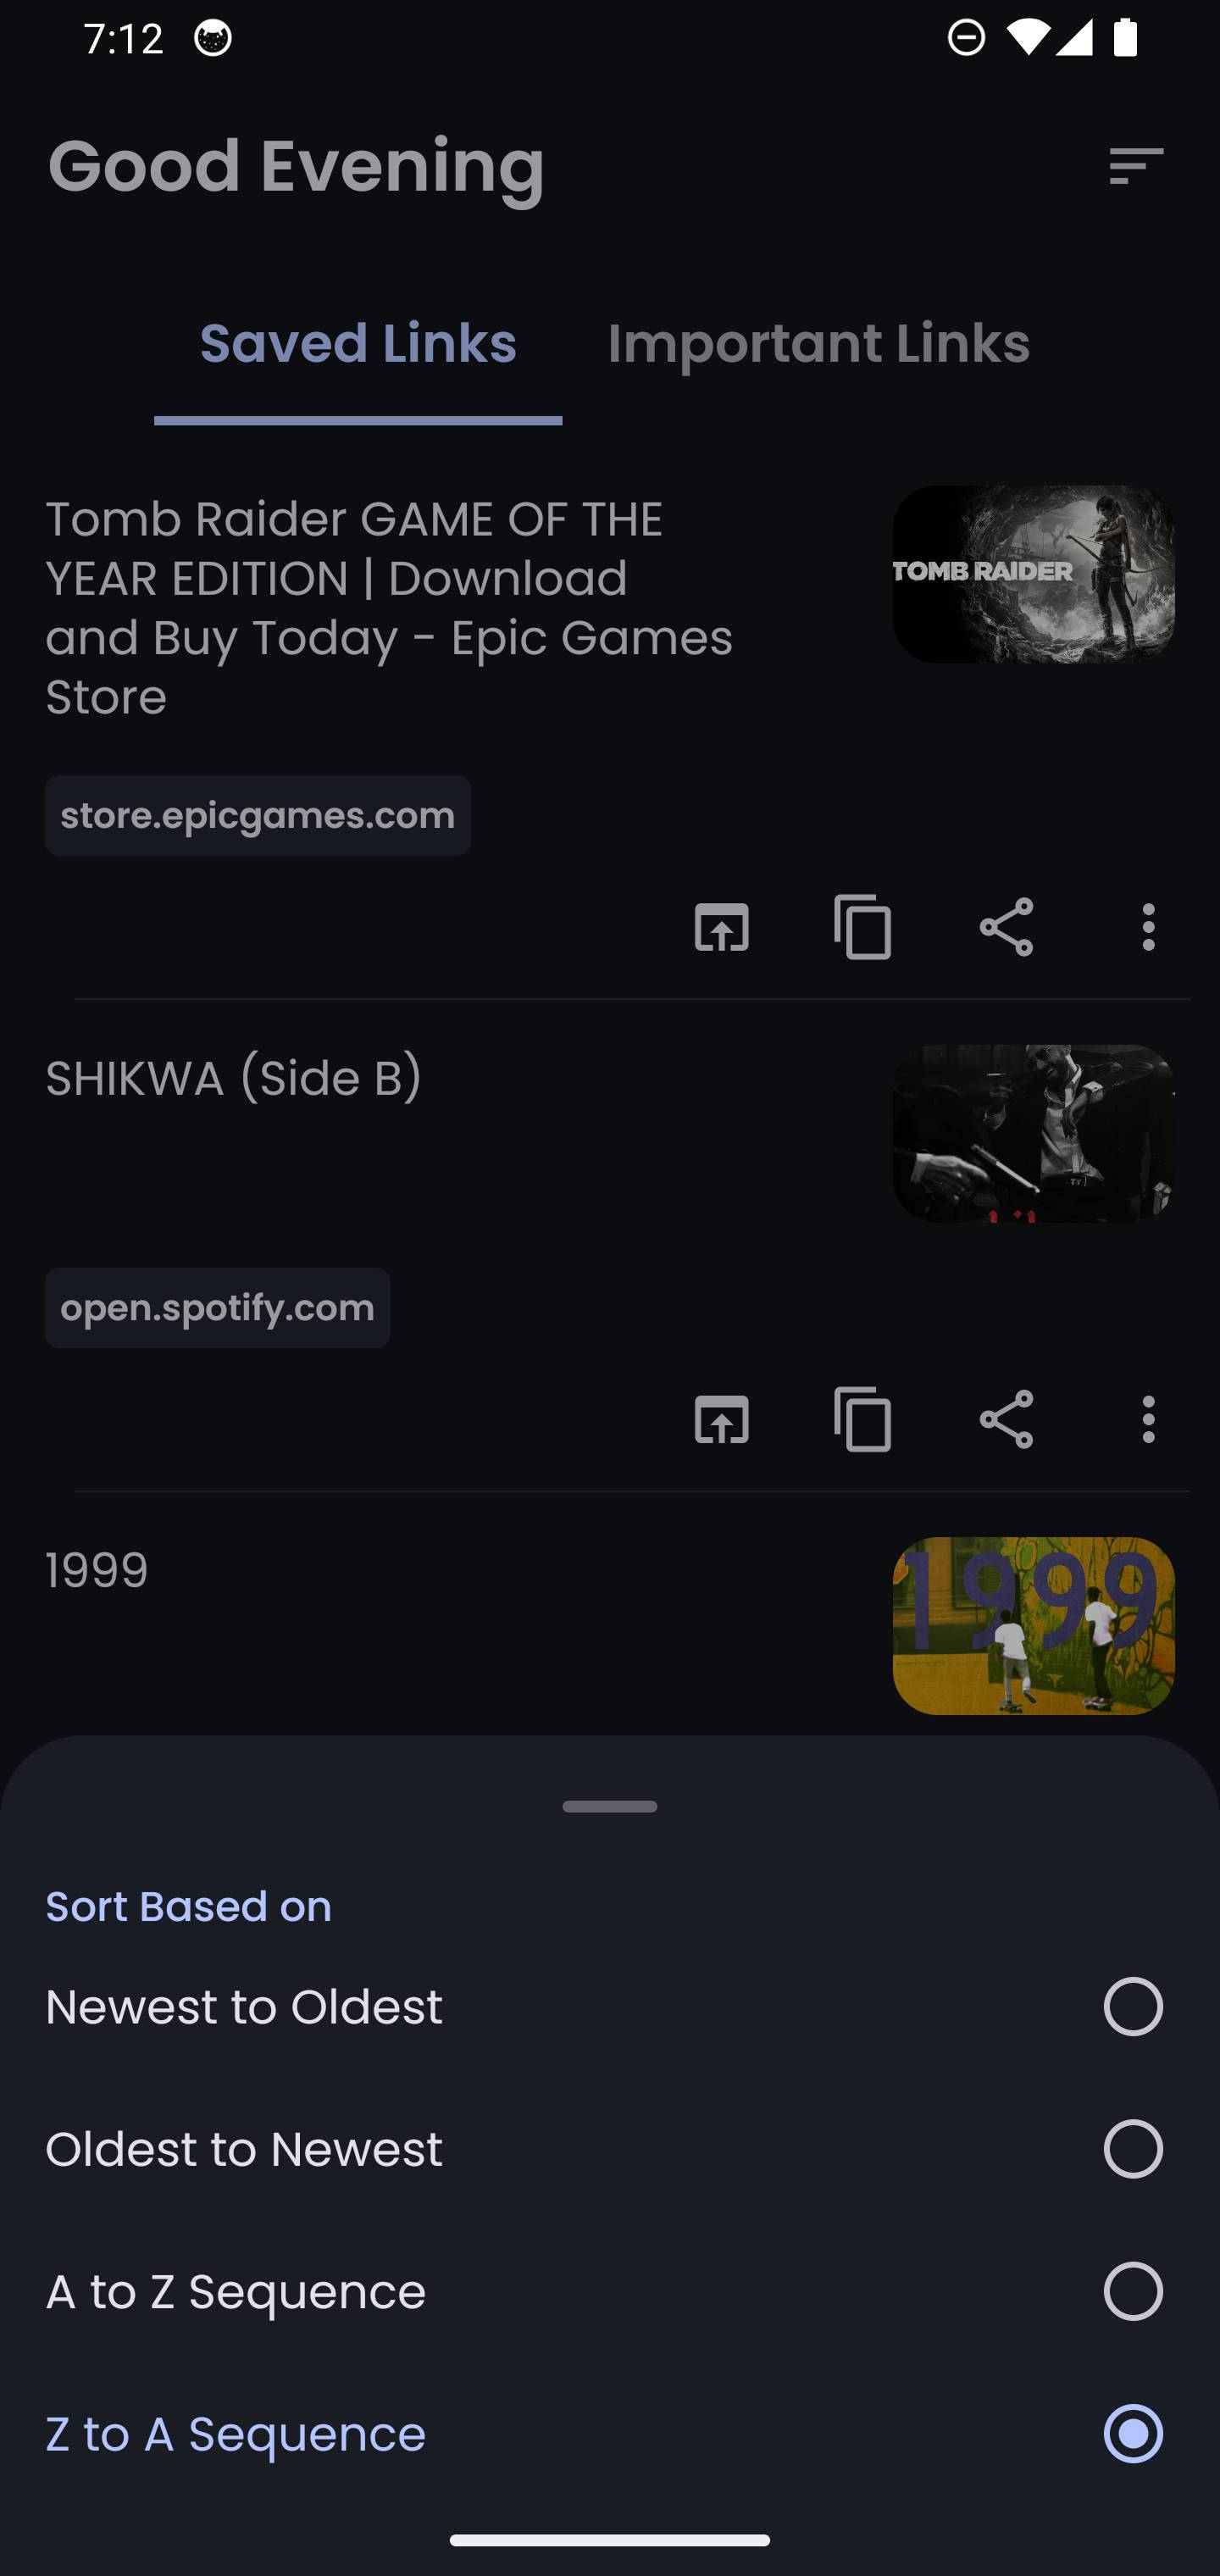 7:12
Good Evening
Saved Links
Important Links
Tomb Raider GAME OF THE
YEAR EDITION | Download
and Buy Today - Epic Games
Store
TOMB RAIDER
store.epicgames.com
SHIKWA (Side B)
open.spotify.com
1999
1999
Sort Based on
Newest to Oldest
Oldest to Newest
A to Z Sequence
Z to A Sequence